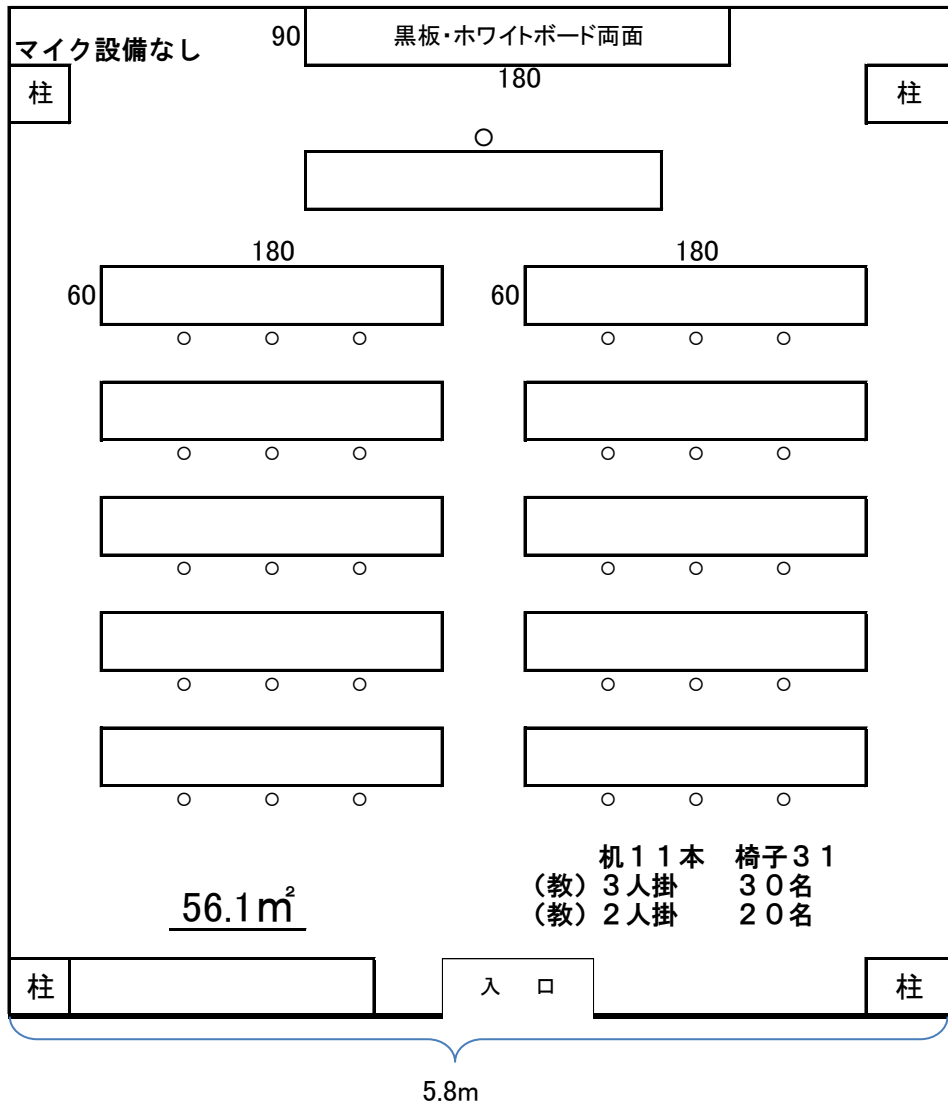 90
黒板・ホワイトボード両面
マイク設備なし
180
柱
柱
○
180
180
60
60
○ ○ ○ ○ ○ ○
○ ○ ○ ○ ○ ○
○ ○ ○ ○ ○ ○
○ ○ ○ ○ ○ ○
○ ○ ○ ○ ○ ○
机11本 椅子31
(教)3人掛 30名
(教)2人掛 20名
56.1㎡
柱
入 口
柱
5.8m